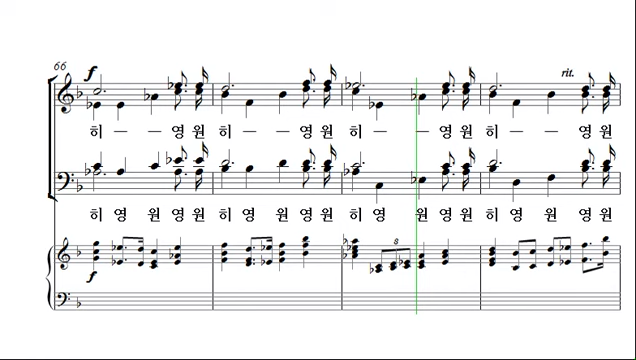 66
f
rit.
히 — — 영 원 히 — — 영 원 히 — — 영 원 히 — — 영 원
히 영 원 영 원 히 영 원 영 원 히 영 원 영 원 히 영 원 영 원
8
f